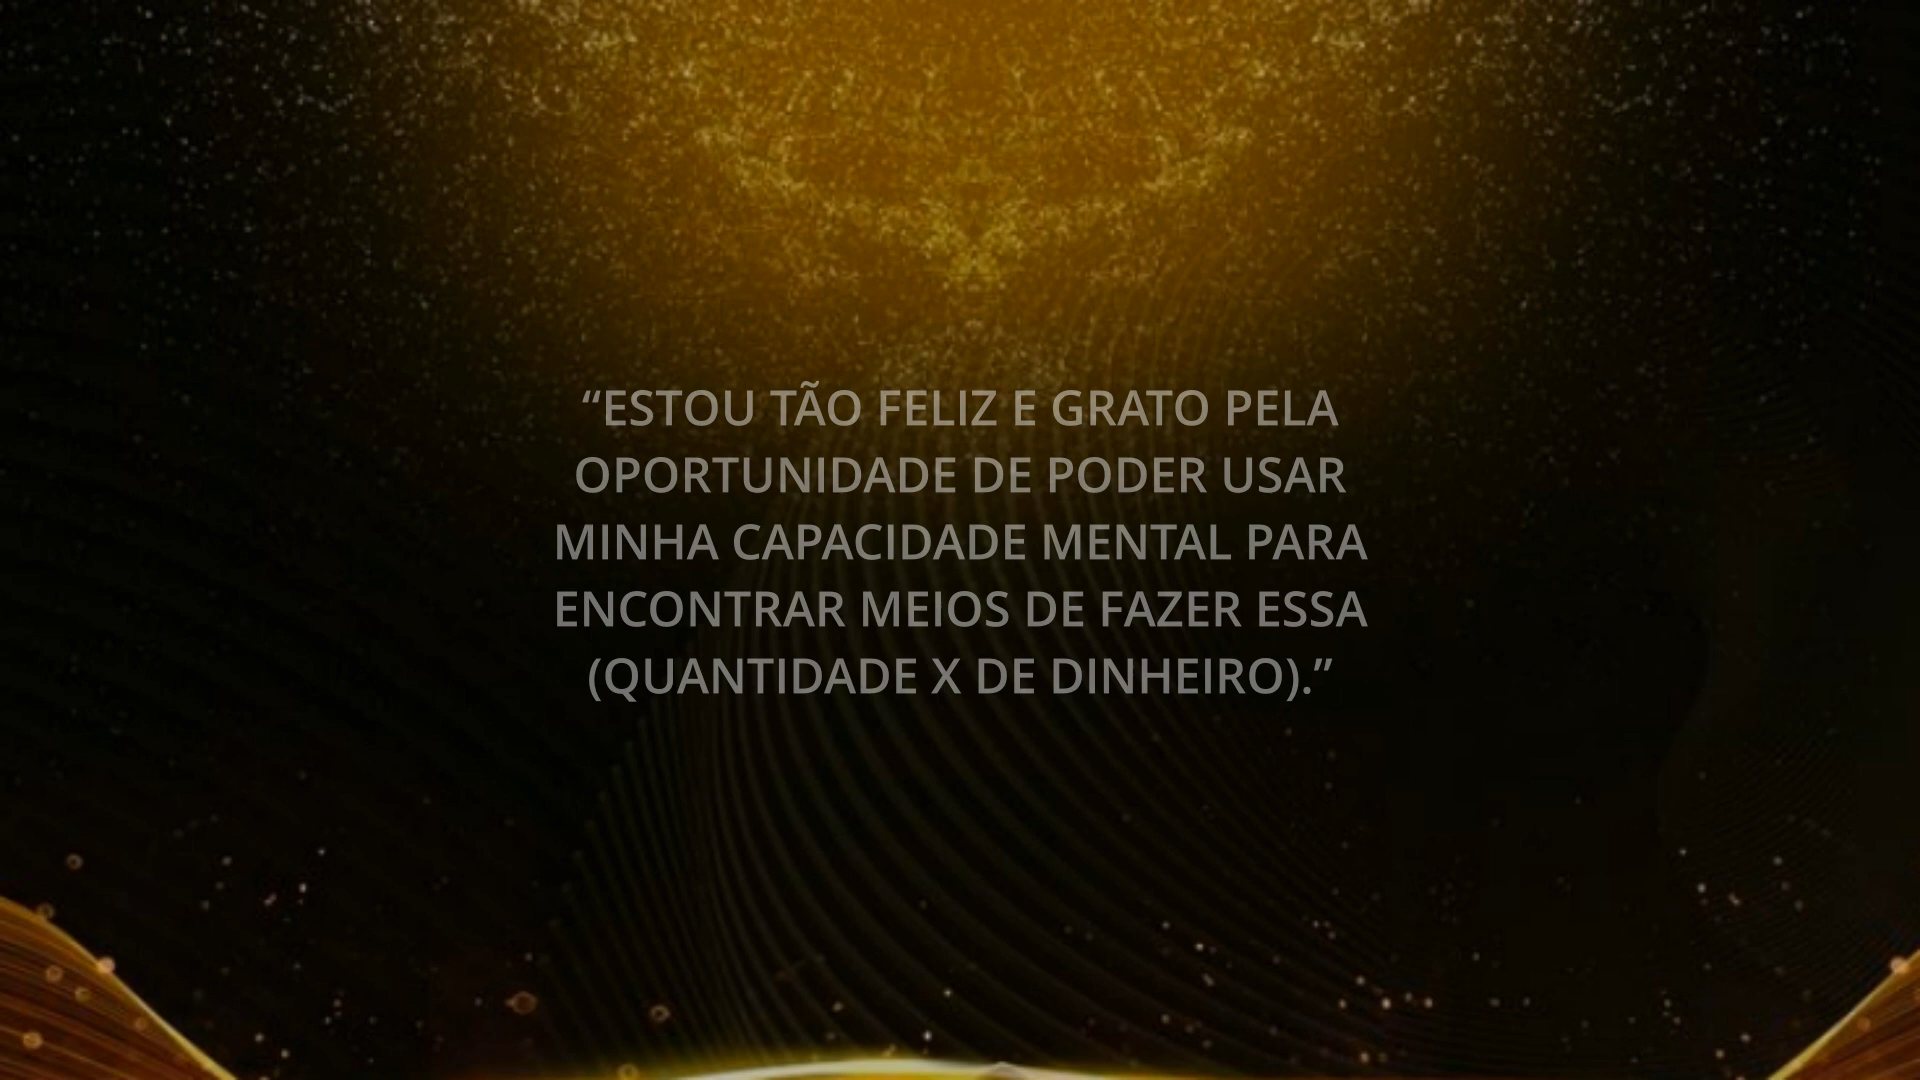 “ESTOU TÃO FELIZ E GRATO PELA
OPORTUNIDADE DE PODER USAR
MINHA CAPACIDADE MENTAL PARA
ENCONTRAR MEIOS DE FAZER ESSA
(QUANTIDADE X DE DINHEIRO).”